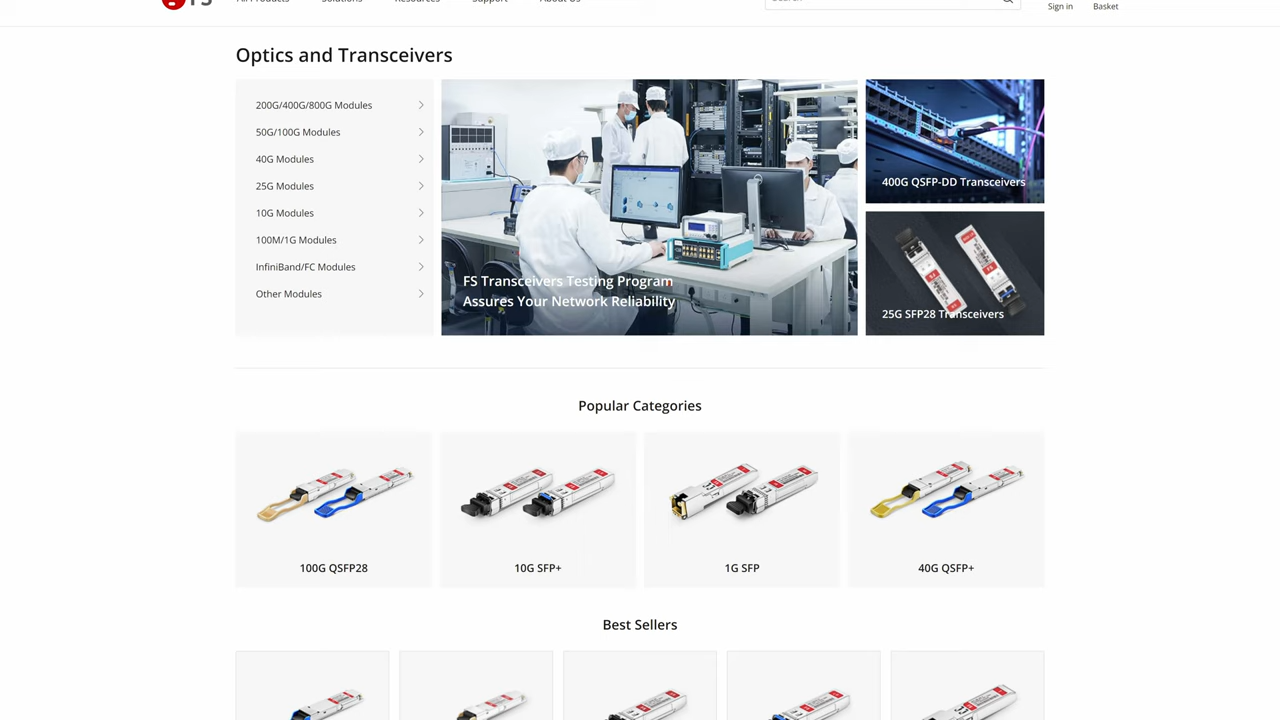 FS
Sign in
Basket
Optics and Transceivers
200G/400G/800G Modules
50G/100G Modules
40G Modules
25G Modules
10G Modules
100M/1G Modules
InfiniBand/FC Modules
Other Modules
FS Transceivers Testing Program
Assures Your Network Reliability
400G QSFP-DD Transceivers
25G SFP28 Transceivers
Popular Categories
100G QSFP28
10G SFP+
1G SFP
40G QSFP+
Best Sellers